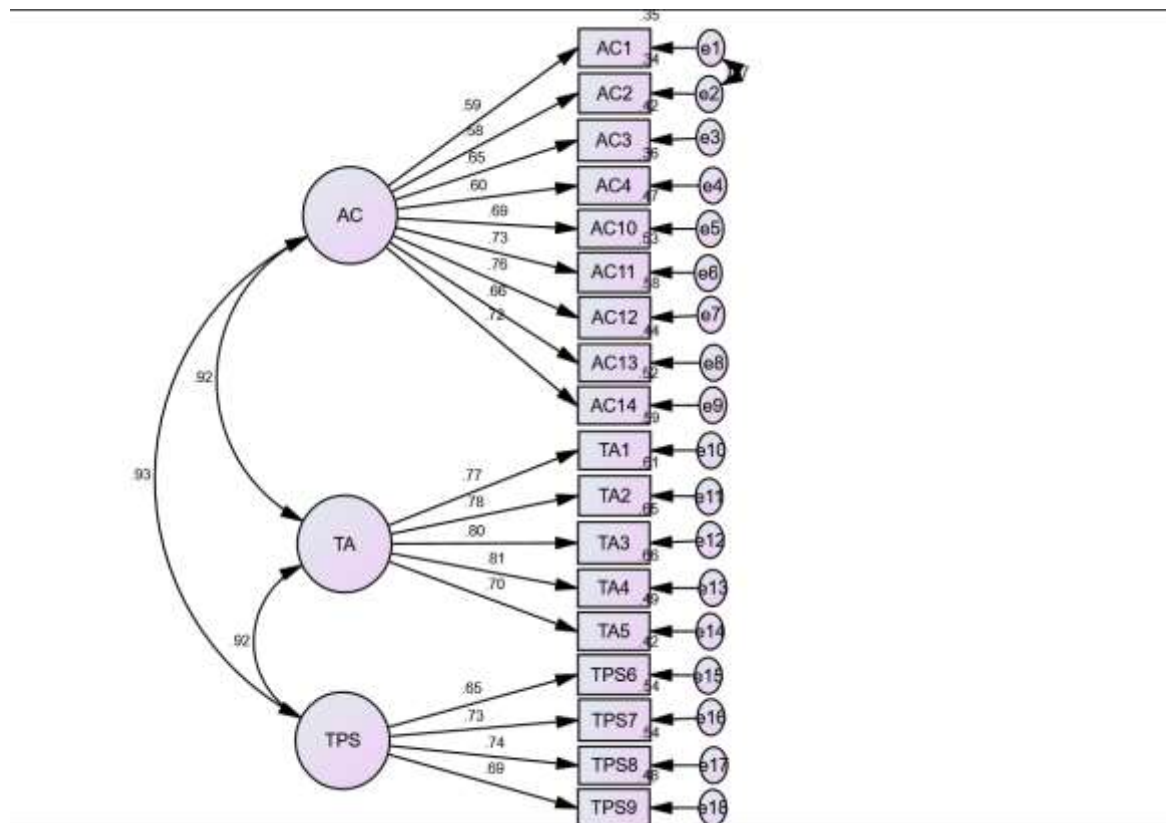 .35
AC1 e1
.34
.59 AC2 e2
.42
.58 AC3 e3
.36
.65 AC4 e4
.47
.60
AC .69 AC10 e5
.53
.73 AC11 e6
.58
.76 AC12 e7
.44
.66 AC13 e8
.52
.72 AC14 e9
.59
.92
TA1 e10
.61
.93 .77
.78 TA2 e11
.65
TA .80 TA3 e12
.66
.81 TA4 e13
.49
.70 TA5 e14
.42
.92
.65 TPS6 e15
.54
.73 TPS7 e16
.54
TPS .74 TPS8 e17
.48
.69 TPS9 e18